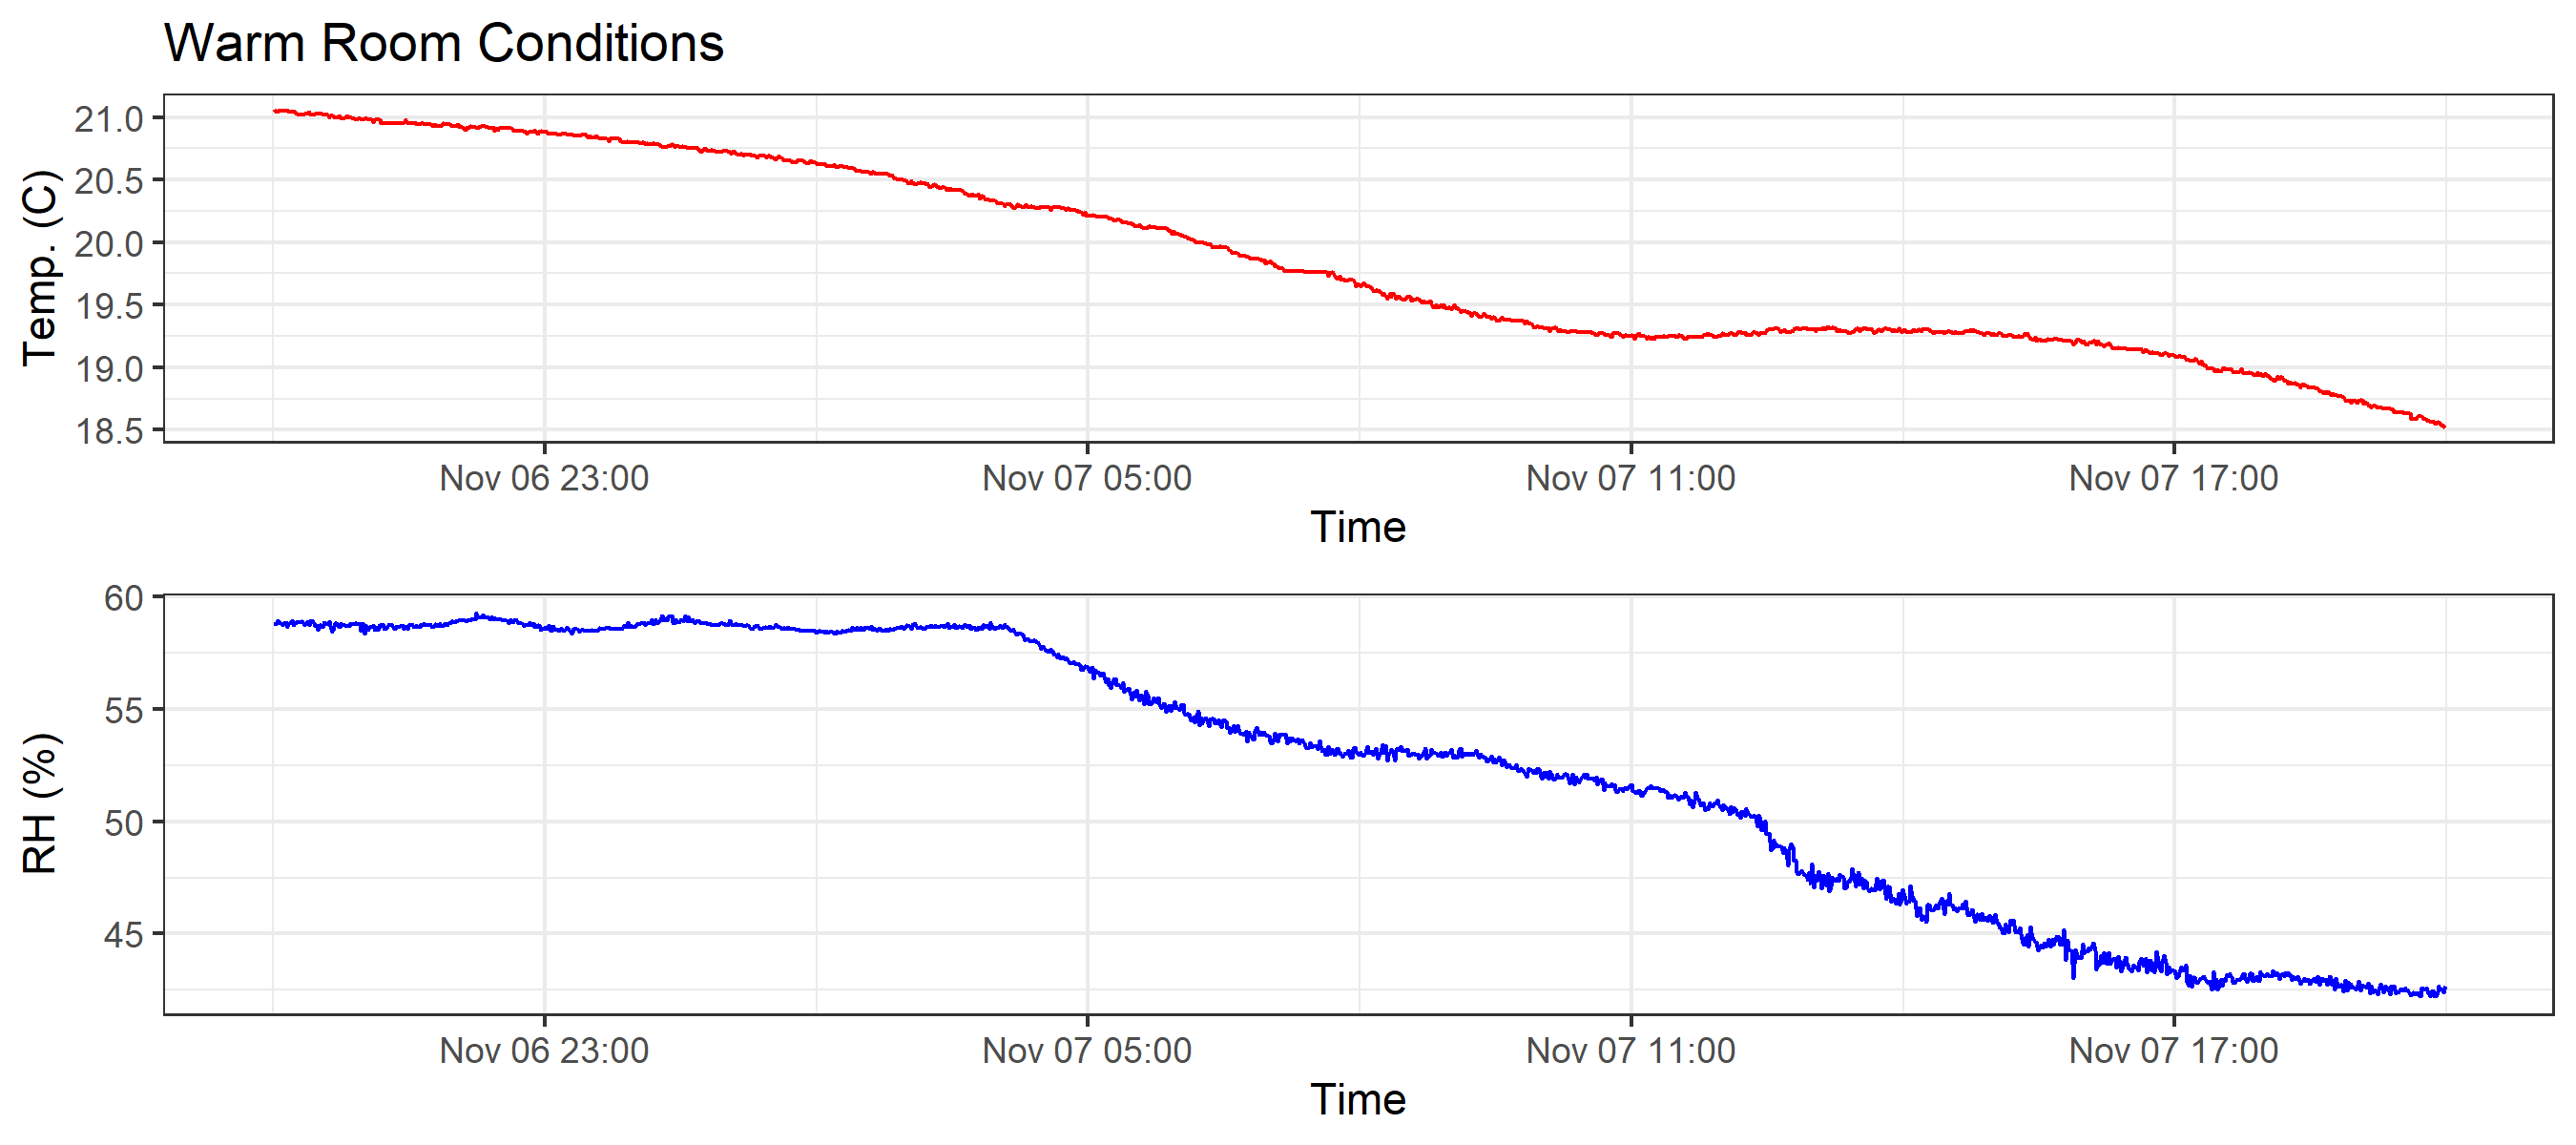 Warm Room Conditions
Temp. (C)
21.0
20.5
20.0
19.5
19.0
18.5
Nov 06 23:00 Nov 07 05:00 Nov 07 11:00 Nov 07 17:00
Time
RH (%)
60
55
50
45
Nov 06 23:00 Nov 07 05:00 Nov 07 11:00 Nov 07 17:00
Time